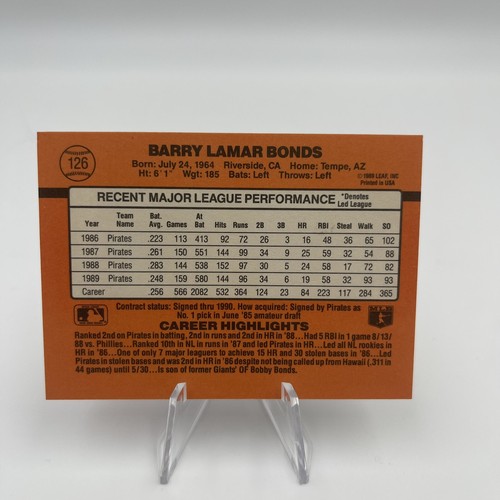 126
BARRY LAMAR BONDS
Born: July 24, 1964 Riverside, CA Home: Tempe, AZ
Ht: 6'1" Wgt: 185 Bats: Left Throws: Left
©1989 LEAF, INC
Printed in USA
RECENT MAJOR LEAGUE PERFORMANCE *Denotes Led League
Year Team Name Bat. Avg. Games At Bat Hits Runs 2B 3B HR RBI Steal Walk SO
1986 Pirates .223 113 413 92 72 26 3 16 48 36 65 102
1987 Pirates .261 150 551 144 99 34 9 25 59 32 54 88
1988 Pirates .283 144 538 152 97 30 5 24 58 17 72 82
1989 Pirates .248 159 580 144 96 34 6 19 58 32 93 93
Career .256 566 2082 532 364 124 23 84 223 117 284 365
Contract status: Signed thru 1990. How acquired: Signed by Pirates as
No. 1 pick in June '85 amateur draft
CAREER HIGHLIGHTS
Ranked 2nd on Pirates in batting, 2nd in runs and 2nd in HR in '88...Had 5 RBI in 1 game 8/13/
88 vs. Phillies...Ranked 10th in NL in runs in '87 and led Pirates in HR...Led all NL rookies
in HR in '86...One of only 7 major leaguers to achieve 15 HR and 30 stolen bases in '86...Led
Pirates in stolen bases and was 2nd in HR in '86 despite not being called up from Hawaii (.311 in
44 games) until 5/30...Is son of former Giants' OF Bobby Bonds.